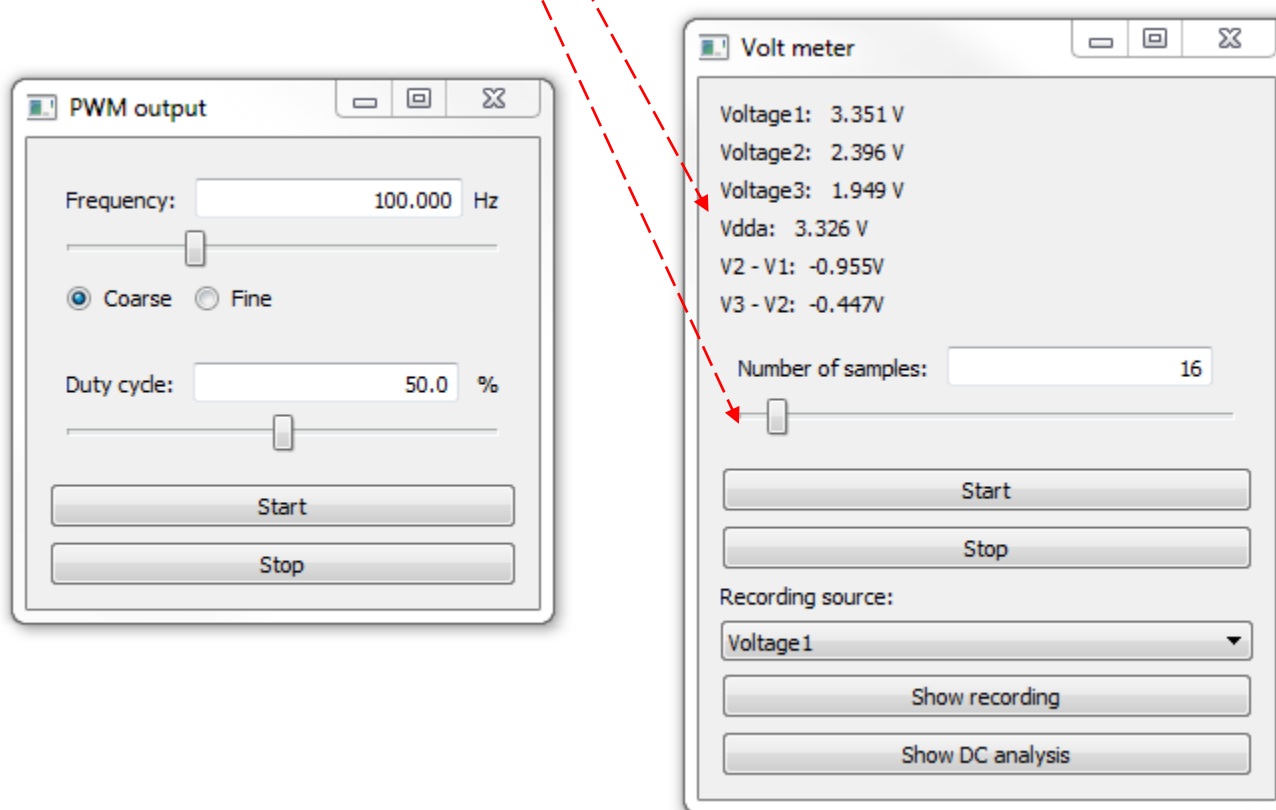 PWM output
Frequency: 100.000 Hz
Coarse Fine
Duty cycle: 50.0 %
Start
Stop
Volt meter
Voltage1: 3.351 V
Voltage2: 2.396 V
Voltage3: 1.949 V
Vdda: 3.326 V
V2 - V1: -0.955V
V3 - V2: -0.447V
Number of samples: 16
Start
Stop
Recording source:
Voltage1
Show recording
Show DC analysis